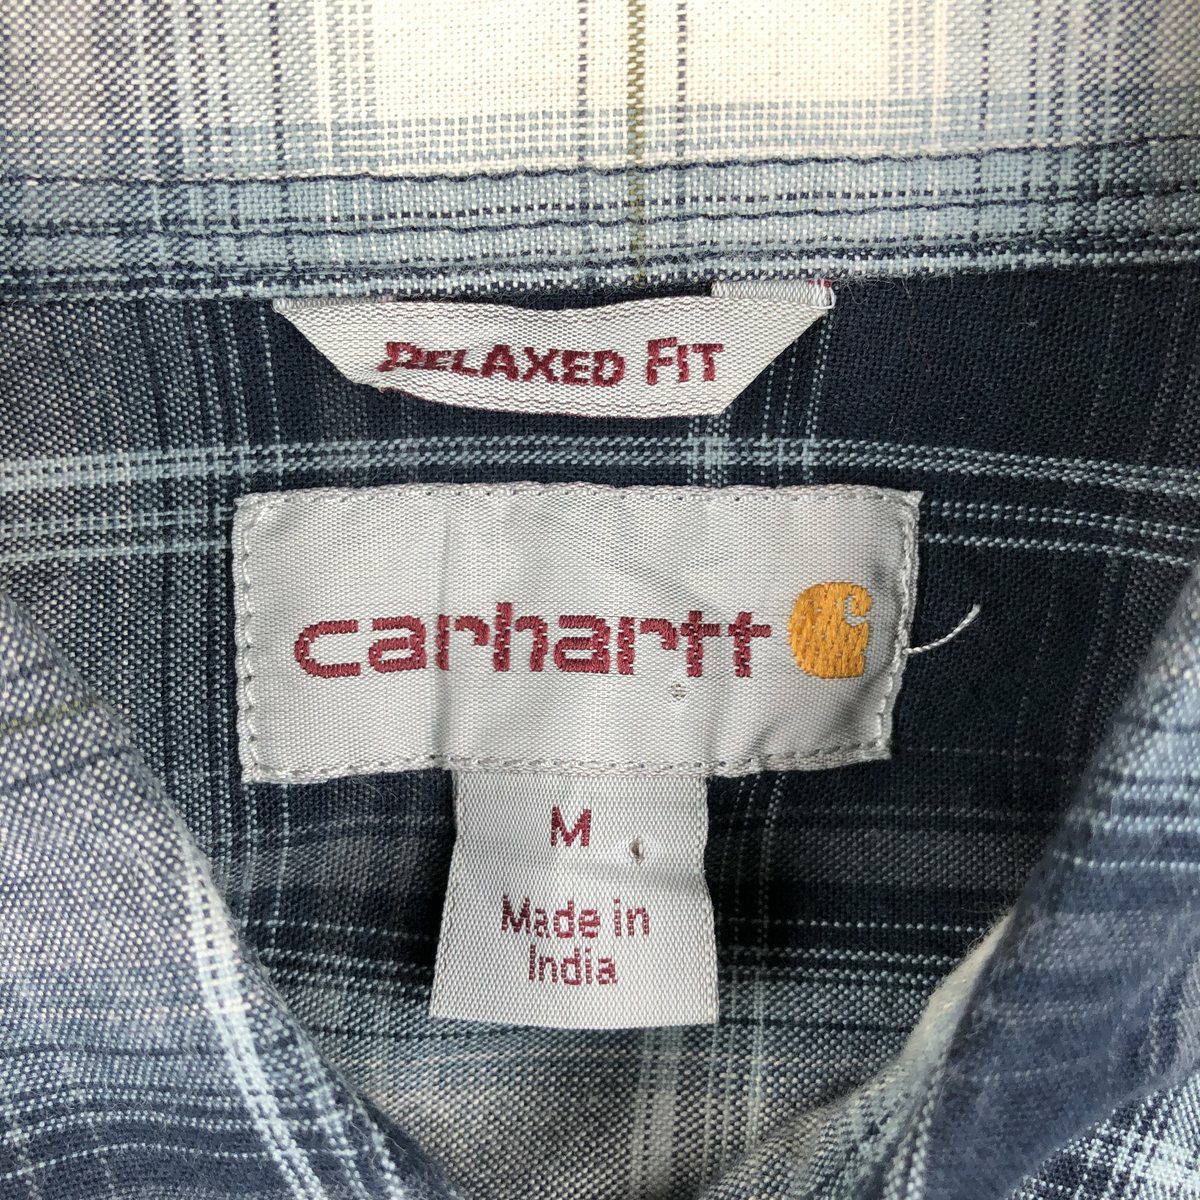 RELAXED FIT
carhartt
M
Made in
India